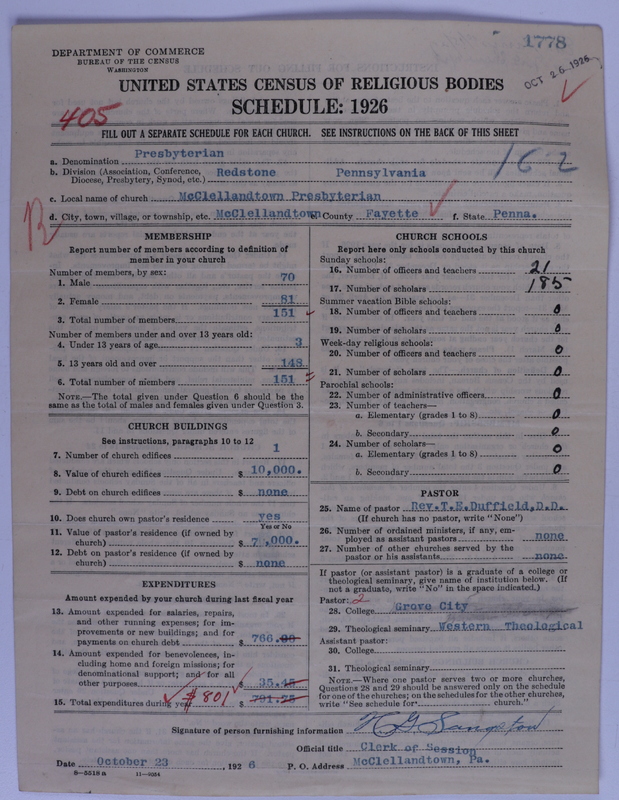 1778
DEPARTMENT OF COMMERCE
BUREAU OF THE CENSUS
WASHINGTON
OCT 26 1926
UNITED STATES CENSUS OF RELIGIOUS BODIES
SCHEDULE: 1926
405
FILL OUT A SEPARATE SCHEDULE FOR EACH CHURCH. SEE INSTRUCTIONS ON THE BACK OF THIS SHEET
a. Denomination Presbyterian
162
b. Division (Association, Conference, Diocese, Presbytery, Synod, etc.) Redstone Pennsylvania
c. Local name of church McClellandtown Presbyterian
d. City, town, village, or township, etc. McClellandtown e. County Fayette f. State Penna.
MEMBERSHIP
Report number of members according to definition of
member in your church
Number of members, by sex:
1. Male 70
2. Female 81
3. Total number of members 151
Number of members under and over 13 years old:
4. Under 13 years of age 3
5. 13 years old and over 148
6. Total number of members 151
NOTE.—The total given under Question 6 should be
same as the total of males and females given under Question 3.
CHURCH BUILDINGS
See instructions, paragraphs 10 to 12
7. Number of church edifices 1
8. Value of church edifices $ 10,000.
9. Debt on church edifices $ none
10. Does church own pastor's residence yes
Yes or No
11. Value of pastor's residence (if owned by
church) $ 7,000.
12. Debt on pastor's residence (if owned by
church) $ none
EXPENDITURES
Amount expended by your church during last fiscal year
13. Amount expended for salaries, repairs,
and other running expenses; for im-
provements or new buildings; and for
payments on church debt $ 766.00
14. Amount expended for benevolences, in-
cluding home and foreign missions; for
denominational support; and for all
other purposes $ 35.45
15. Total expenditures during year $801 $ 791.75
CHURCH SCHOOLS
Report here only schools conducted by this church
Sunday schools:
16. Number of officers and teachers 21
17. Number of scholars 185
Summer vacation Bible schools:
18. Number of officers and teachers 0
19. Number of scholars 0
Week-day religious schools:
20. Number of officers and teachers 0
21. Number of scholars 0
Parochial schools:
22. Number of administrative officers 0
23. Number of teachers—
a. Elementary (grades 1 to 8) 0
b. Secondary 0
24. Number of scholars—
a. Elementary (grades 1 to 8) 0
b. Secondary 0
PASTOR
25. Name of pastor Rev.T.E.Duffield,D.D.
(If church has no pastor, write "None")
26. Number of ordained ministers, if any, em-
ployed as assistant pastors none
27. Number of other churches served by the
pastor or his assistants none
If pastor (or assistant pastor) is a graduate of a college or
theological seminary, give name of institution below. (If
not a graduate, write "No" in the space indicated.)
Pastor: 2
28. College Grove City
29. Theological seminary Western Theological
Assistant pastor:
30. College
31. Theological seminary
NOTE.—Where one pastor serves two or more churches,
Questions 28 and 29 should be answered only on the schedule
for one of the churches; on the schedules for the other churches,
write "See schedule for church."
Signature of person furnishing information
Official title Clerk of Session
Date October 23, 1926 P. O. Address McClellandtown, Pa.
8-5518 a 11-9054